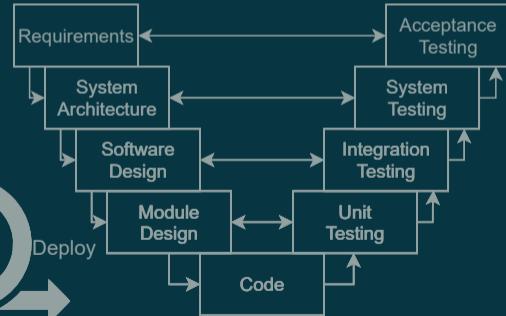 Requirements
Acceptance
Testing
System
Architecture
System
Testing
Software
Design
Integration
Testing
Module
Design
Unit
Testing
Deploy
Code